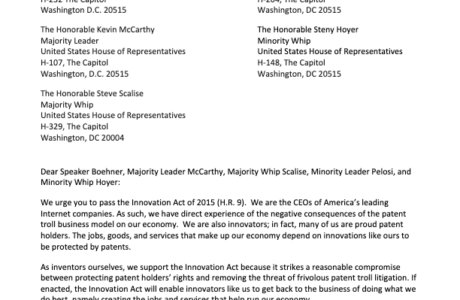 H-232 The Capitol
Washington D.C. 20515
H-204, The Capitol
Washington, DC 20515
The Honorable Kevin McCarthy
Majority Leader
United States House of Representatives
H-107, The Capitol
Washington, D.C. 20515
The Honorable Steny Hoyer
Minority Whip
United States House of Representatives
H-148, The Capitol
Washington, DC 20515
The Honorable Steve Scalise
Majority Whip
United States House of Representatives
H-329, The Capitol
Washington, DC 20004
Dear Speaker Boehner, Majority Leader McCarthy, Majority Whip Scalise, Minority Leader Pelosi, and
Minority Whip Hoyer:
We urge you to pass the Innovation Act of 2015 (H.R. 9).  We are the CEOs of America's leading
Internet companies. As such, we have direct experience of the negative consequences of the patent
troll business model on our economy. We are also innovators; in fact, many of us are proud patent
holders. The jobs, goods, and services that make up our economy depend on innovations like ours to
be protected by patents.
As inventors ourselves, we support the Innovation Act because it strikes a reasonable compromise
between protecting patent holders' rights and removing the threat of frivolous patent troll litigation. If
enacted, the Innovation Act will enable innovators like us to get back to the business of doing what we
do best, namely creating the jobs and services that help run our economy.